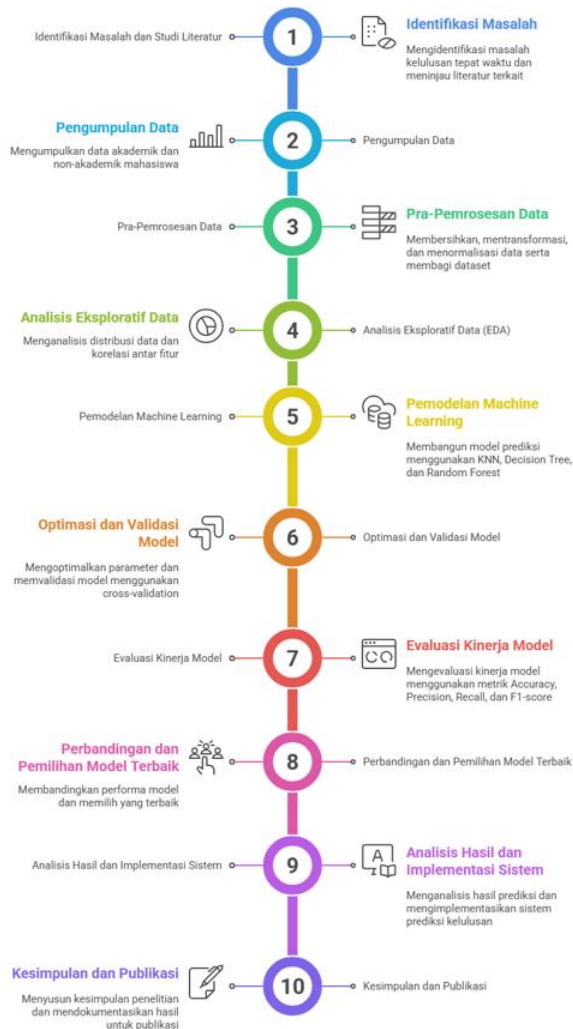 Identifikasi Masalah dan Studi Literatur
1
Identifikasi Masalah
Mengidentifikasi masalah
kelulusan tepat waktu dan
meninjau literatur terkait
Pengumpulan Data
Mengumpulkan data akademik dan
non-akademik mahasiswa
2
Pengumpulan Data
Pra-Pemrosesan Data
3
Pra-Pemrosesan Data
Membersihkan, mentransformasi,
dan menormalisasi data serta
membagi dataset
Analisis Eksploratif Data
Menganalisis distribusi data dan
korelasi antar fitur
4
Analisis Eksploratif Data (EDA)
Pemodelan Machine Learning
5
Pemodelan Machine
Learning
Membangun model prediksi
menggunakan KNN, Decision Tree,
dan Random Forest
Optimasi dan Validasi
Model
Mengoptimalkan parameter dan
memvalidasi model menggunakan
cross-validation
6
Optimasi dan Validasi Model
Evaluasi Kinerja Model
7
Evaluasi Kinerja Model
Mengevaluasi kinerja model
menggunakan metrik Accuracy,
Precision, Recall, dan F1-score
Perbandingan dan
Pemilihan Model Terbaik
Membandingkan performa model
dan memilih yang terbaik
8
Perbandingan dan Pemilihan Model Terbaik
Analisis Hasil dan Implementasi Sistem
9
A
Analisis Hasil dan
Implementasi Sistem
Menganalisis hasil prediksi dan
mengimplementasikan sistem
prediksi kelulusan
Kesimpulan dan Publikasi
Menyusun kesimpulan penelitian
dan mendokumentasikan hasil
untuk publikasi
10
Kesimpulan dan Publikasi